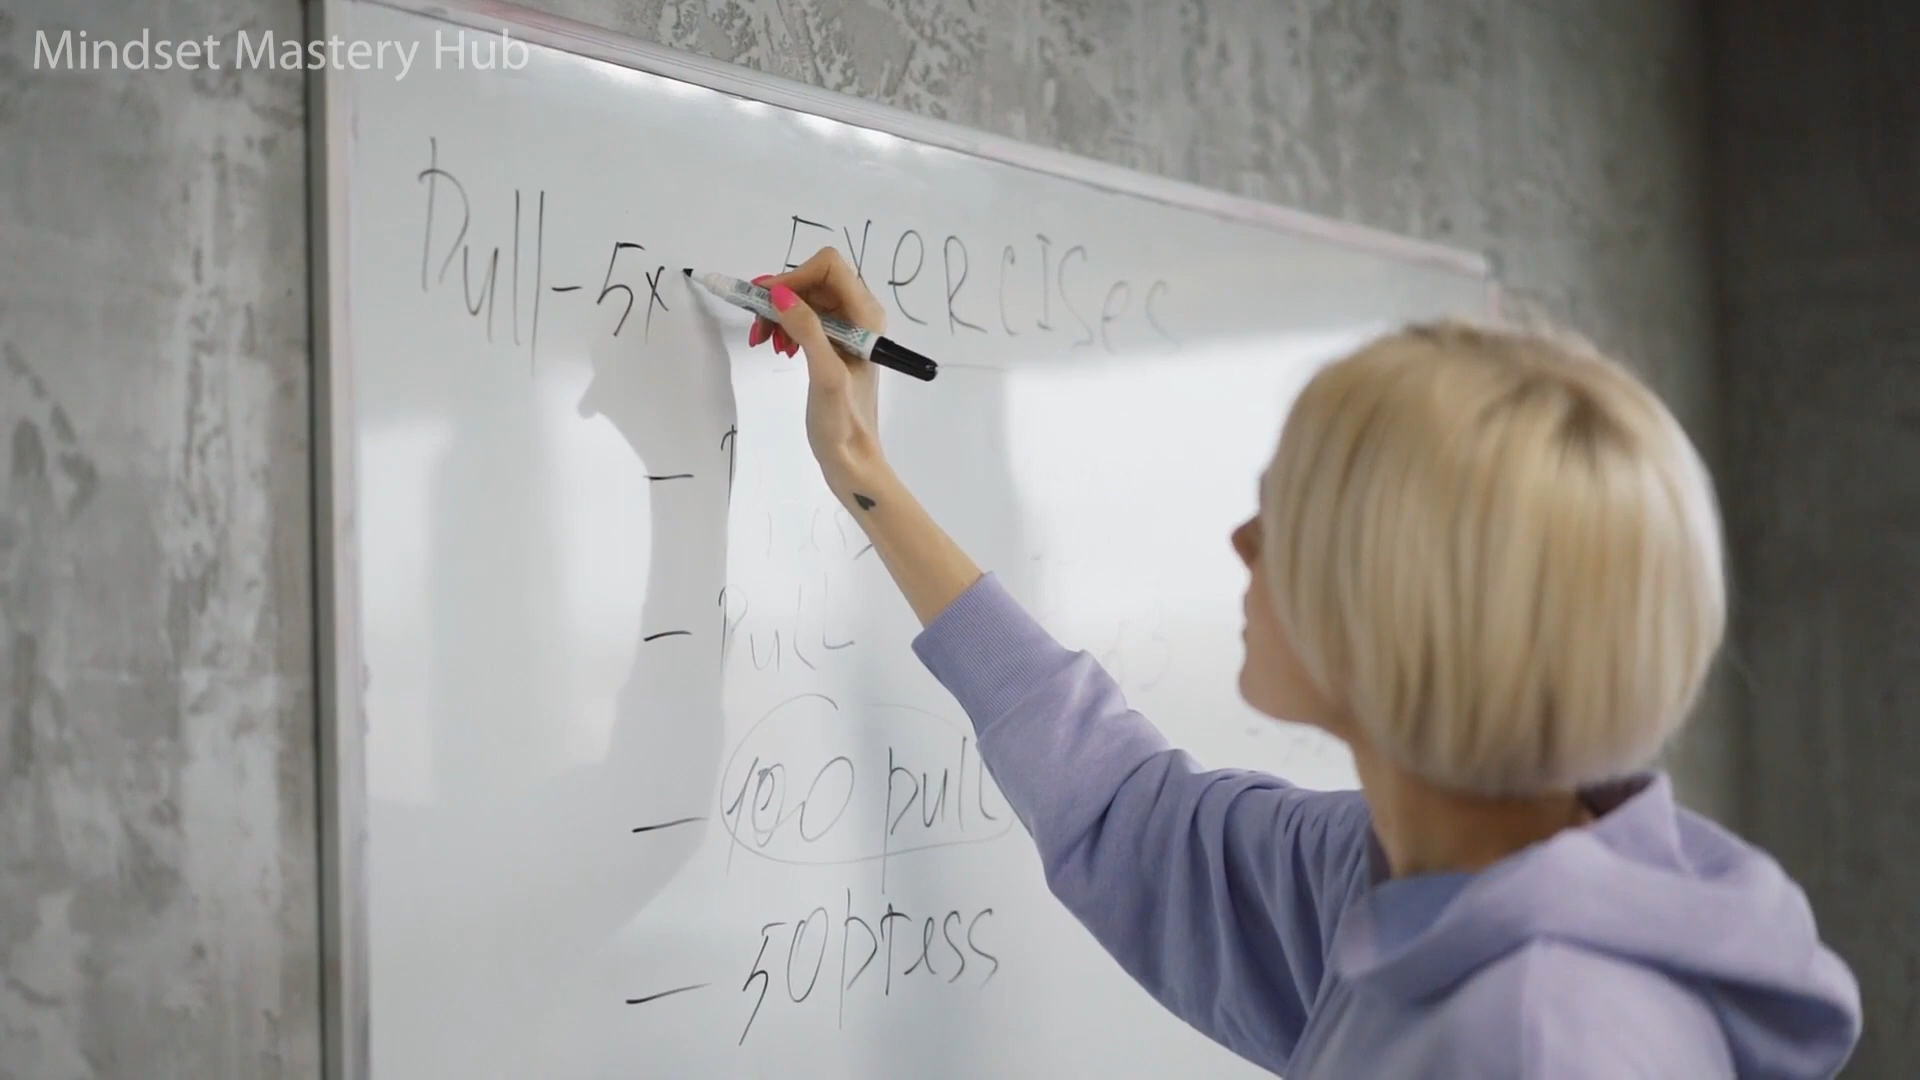 Mindset Mastery Hub
Exercises
Pull-5x
- Pull
- 100 pull
- 50 press